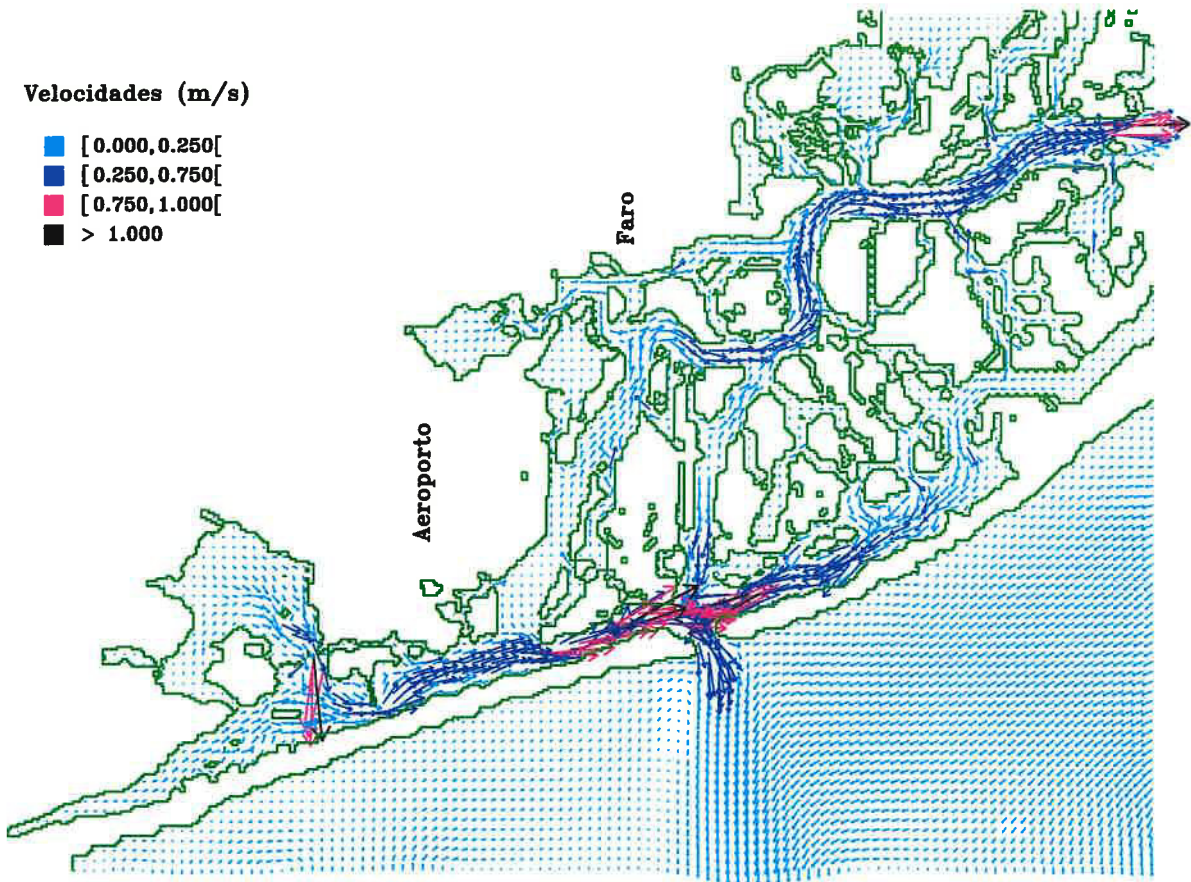 Velocidades (m/s)
[0.000,0.250[
[0.250,0.750[
[0.750,1.000[
> 1.000
Faro
Aeroporto